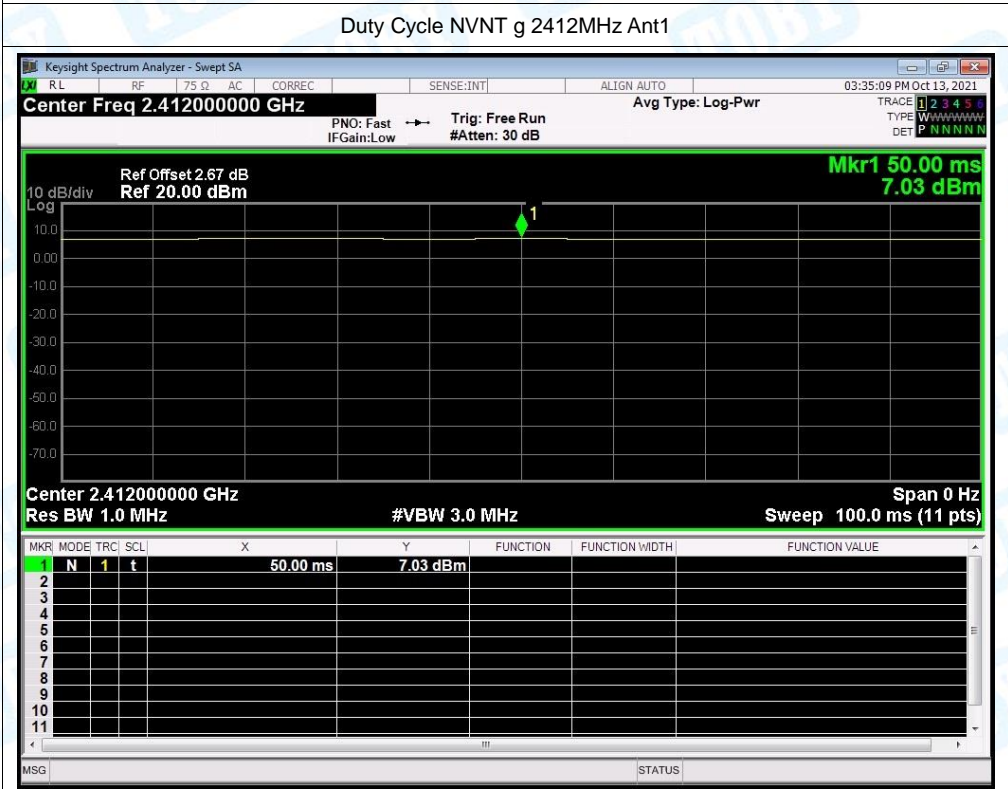 Duty Cycle NVNT g 2412MHz Ant1
Keysight Spectrum Analyzer - Swept SA
LXI RL RF 75 Ω AC CORREC SENSE:INT ALIGN AUTO 03:35:09 PM Oct 13, 2021
Center Freq 2.412000000 GHz Avg Type: Log-Pwr TRACE 1 2 3 4 5 6
PNO: Fast Trig: Free Run TYPE WWWWWW
IFGain:Low #Atten: 30 dB DET P N N N N N
Mkr1 50.00 ms
Ref Offset 2.67 dB
10 dB/div Ref 20.00 dBm 7.03 dBm
Log
1
10.0
0.00
-10.0
-20.0
-30.0
-40.0
-50.0
-60.0
-70.0
Center 2.412000000 GHz Span 0 Hz
Res BW 1.0 MHz #VBW 3.0 MHz Sweep 100.0 ms (11 pts)
MKR MODE TRC SCL X Y FUNCTION FUNCTION WIDTH FUNCTION VALUE
1 N 1 t 50.00 ms 7.03 dBm
2
3
4
5
6
7
8
9
10
11
MSG STATUS